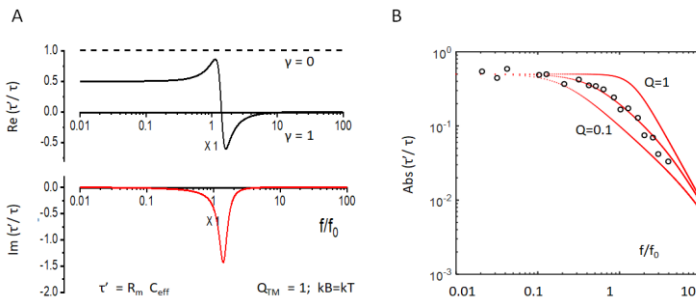 A
1.0
0.5
0.0
-0.5
Re (τ'/ τ)
γ = 0
γ = 1
X 1
0.01 0.1 1 10 100
0.0
-0.5
-1.0
-1.5
-2.0
Im (τ'/ τ)
0.01 0.1 1 10 100
X 1
f/f0
τ' = Rm Ceff
QTM = 1; kB=kT
B
10^0
10^-1
10^-2
10^-3
Abs (τ'/ τ)
Q=1
Q=0.1
f/f0
0.01 0.1 1 10